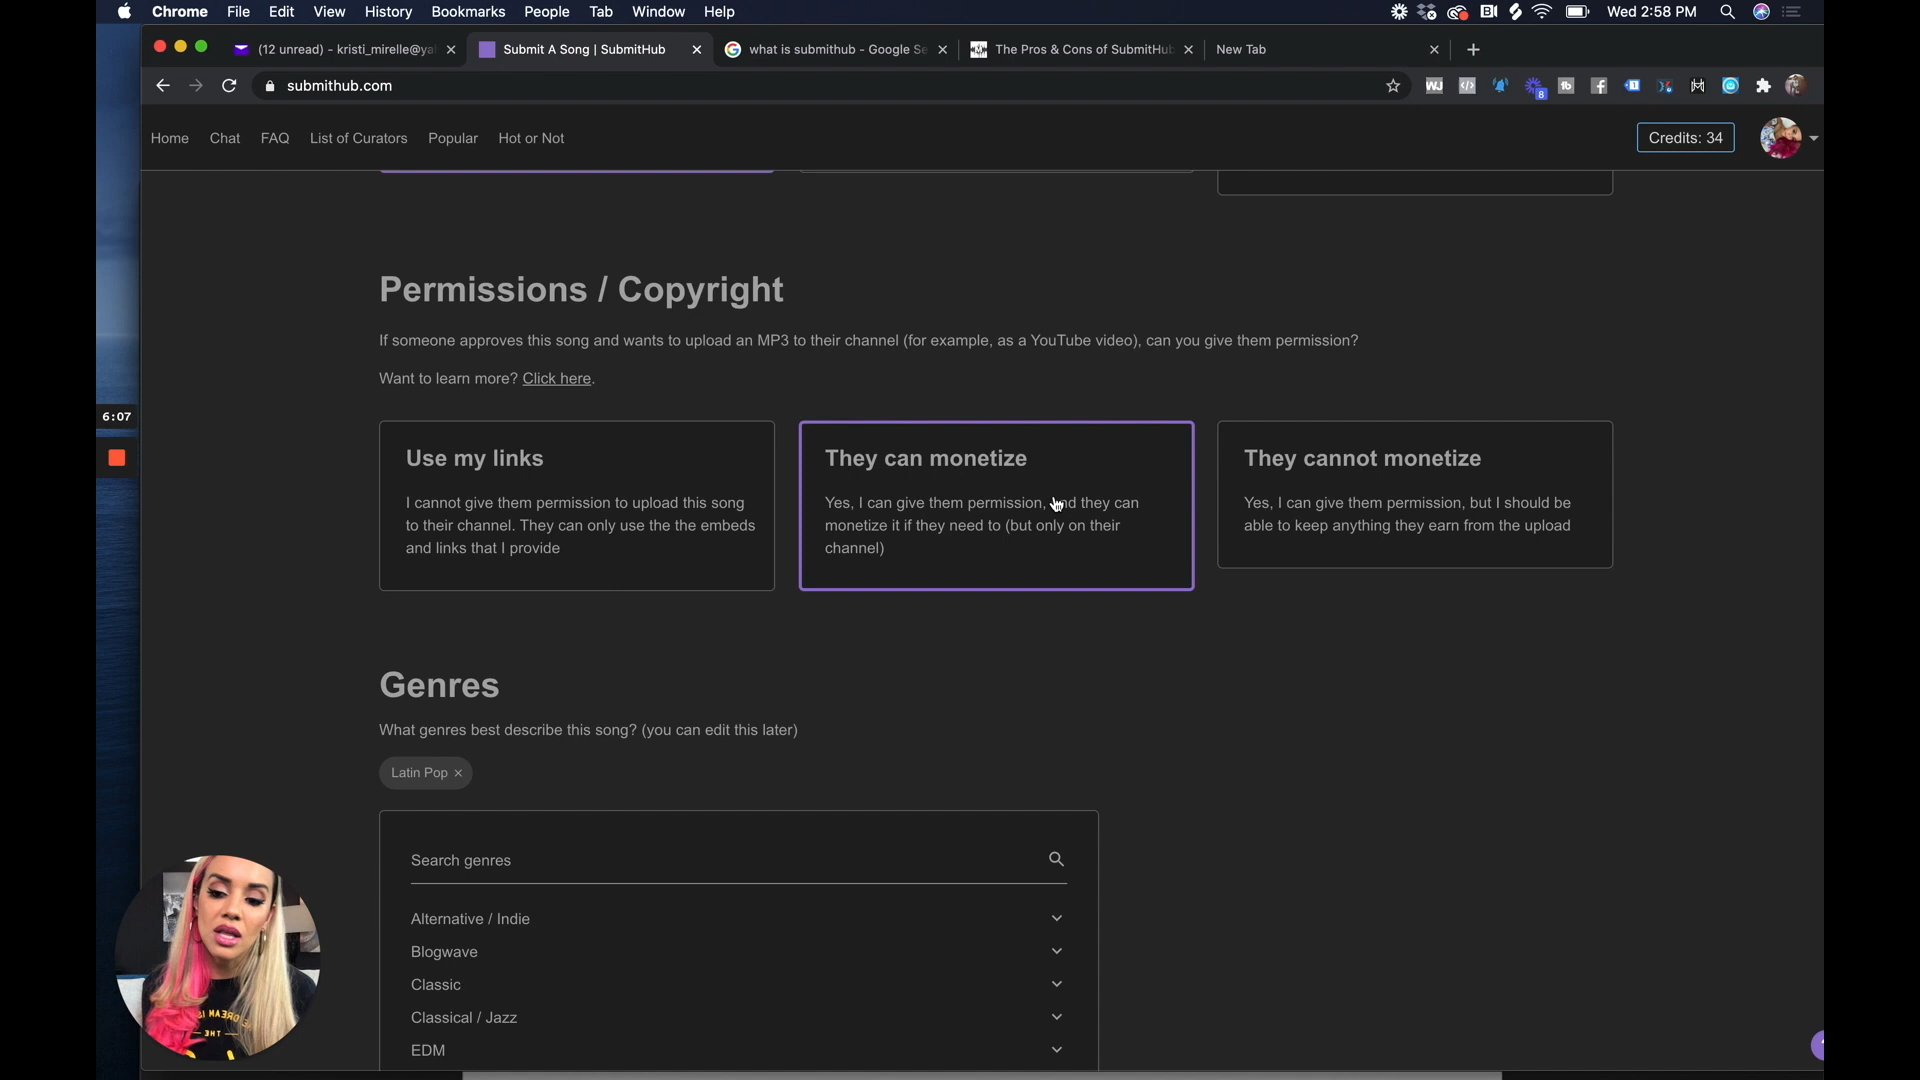 Chrome File Edit View History Bookmarks People Tab Window Help
Wed 2:58 PM
(12 unread) - kristi_mirelle@ya
Submit A Song | SubmitHub
what is submithub - Google Se
The Pros & Cons of SubmitHub
New Tab
submithub.com
8
Home Chat FAQ List of Curators Popular Hot or Not
Credits: 34
Permissions / Copyright
If someone approves this song and wants to upload an MP3 to their channel (for example, as a YouTube video), can you give them permission?
Want to learn more? Click here.
6:07
Use my links
I cannot give them permission to upload this song
to their channel. They can only use the the embeds
and links that I provide
They can monetize
Yes, I can give them permission, and they can
monetize it if they need to (but only on their
channel)
They cannot monetize
Yes, I can give them permission, but I should be
able to keep anything they earn from the upload
Genres
What genres best describe this song? (you can edit this later)
Latin Pop ×
Search genres
Alternative / Indie
Blogwave
Classic
Classical / Jazz
EDM